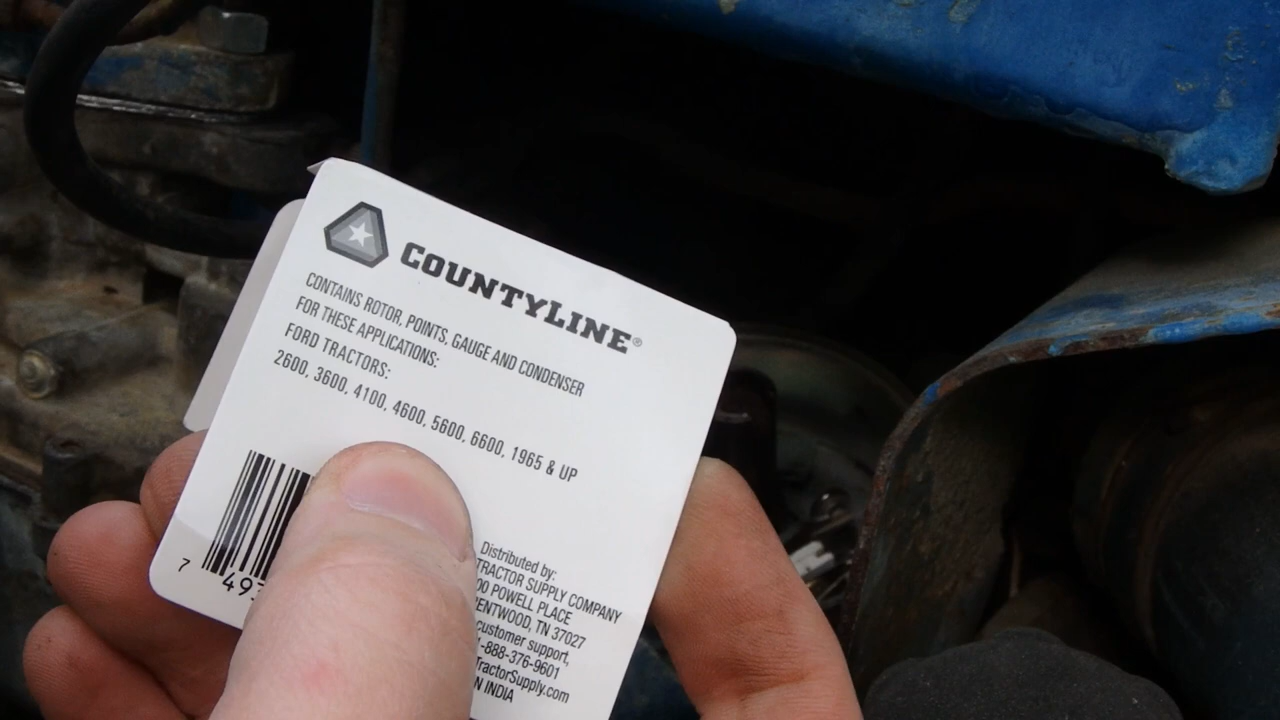 COUNTYLINE®
CONTAINS ROTOR, POINTS, GAUGE AND CONDENSER
FOR THESE APPLICATIONS:
FORD TRACTORS:
2600, 3600, 4100, 4600, 5600, 6600, 1965 & UP
7 49
Distributed by:
TRACTOR SUPPLY COMPANY
00 POWELL PLACE
ENTWOOD, TN 37027
customer support,
1-888-376-9601
TractorSupply.com
N INDIA